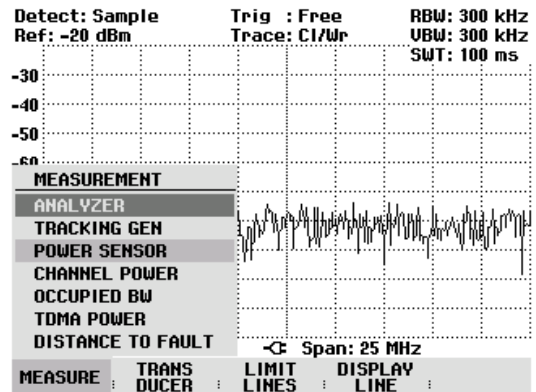 Detect: Sample Trig : Free RBW: 300 kHz
Ref: -20 dBm Trace: Cl/Wr VBW: 300 kHz
SWT: 100 ms
-30
-40
-50
-60
MEASUREMENT
ANALYZER
TRACKING GEN
POWER SENSOR
CHANNEL POWER
OCCUPIED BW
TDMA POWER
DISTANCE TO FAULT
Span: 25 MHz
MEASURE TRANS DUCER LIMIT LINES DISPLAY LINE